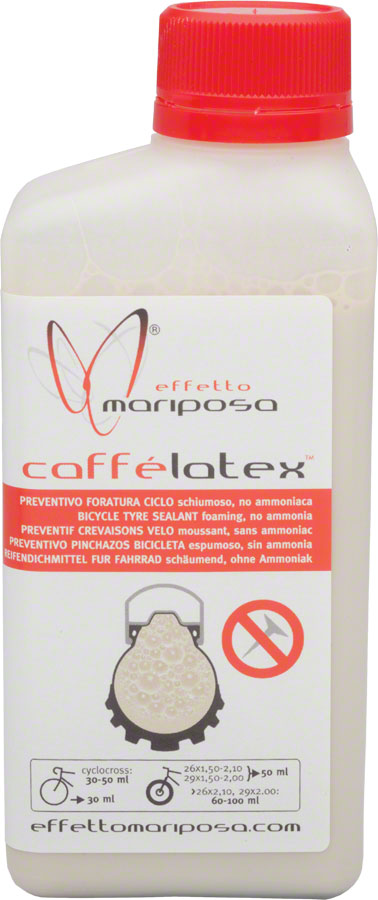 ®
effetto
mariposa
caffélatex™
PREVENTIVO FORATURA CICLO schiumoso, no ammoniaca
BICYCLE TYRE SEALANT foaming, no ammonia
PREVENTIF CREVAISONS VELO moussant, sans ammoniac
PREVENTIVO PINCHAZOS BICICLETA espumoso, sin ammonia
REIFENDICHTMITTEL FUR FAHRRAD schäumend, ohne Ammoniak
cyclocross:
30-50 ml
30 ml
26x1,50-2,10
29x1,50-2,00
50 ml
>26x2,10, 29x2.00:
60-100 ml
effettomariposa.com